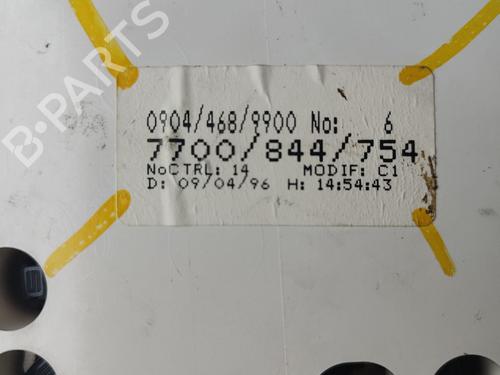 B-PARTS
0904/468/9900 No: 6
7700/844/754
NoCTRL: 14 MODIF: C1
D: 09/04/96 H: 14:54:43